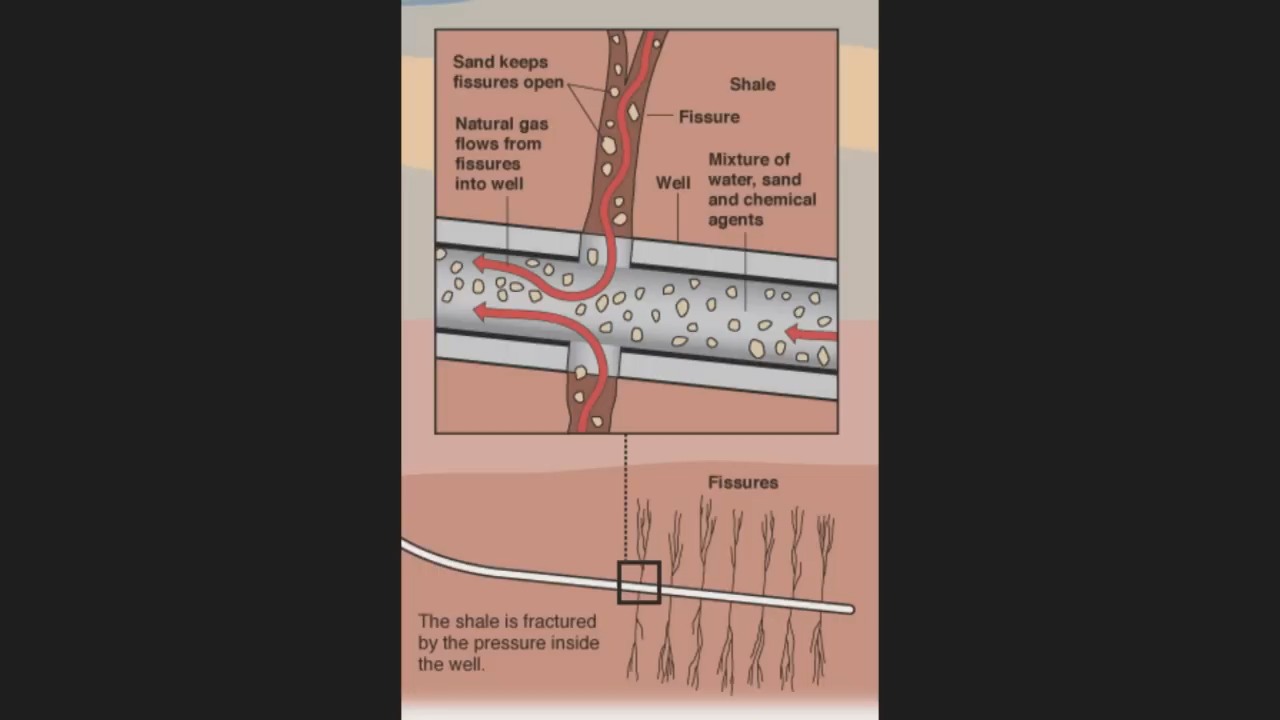 Sand keeps
fissures open
Shale
Fissure
Natural gas
flows from
fissures
into well
Well
Mixture of
water, sand
and chemical
agents
Fissures
The shale is fractured
by the pressure inside
the well.